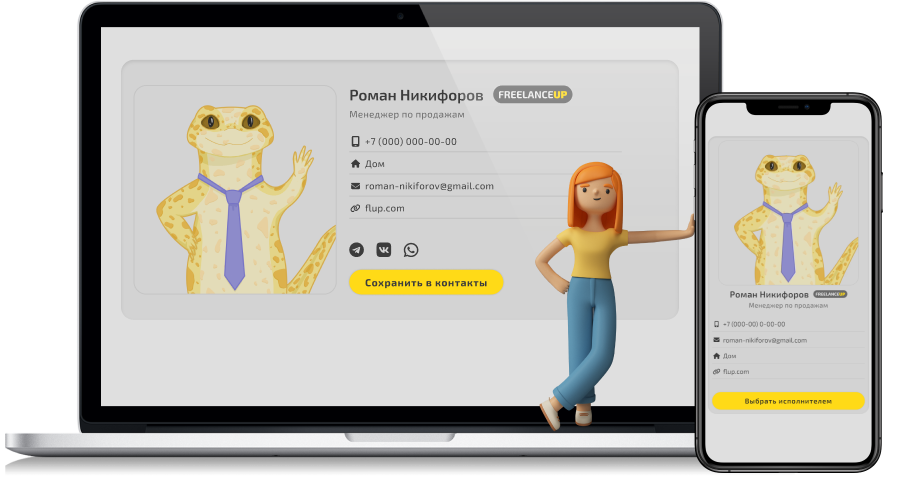 Роман Никифоров FREELANCEUP
Менеджер по продажам
+7 (000) 000-00-00
Дом
roman-nikiforov@gmail.com
flup.com
Сохранить в контакты
Роман Никифоров FREELANCEUP
Менеджер по продажам
+7 (000-00) 0-00-00
roman-nikiforov@gmail.com
Дом
flup.com
Выбрать исполнителем